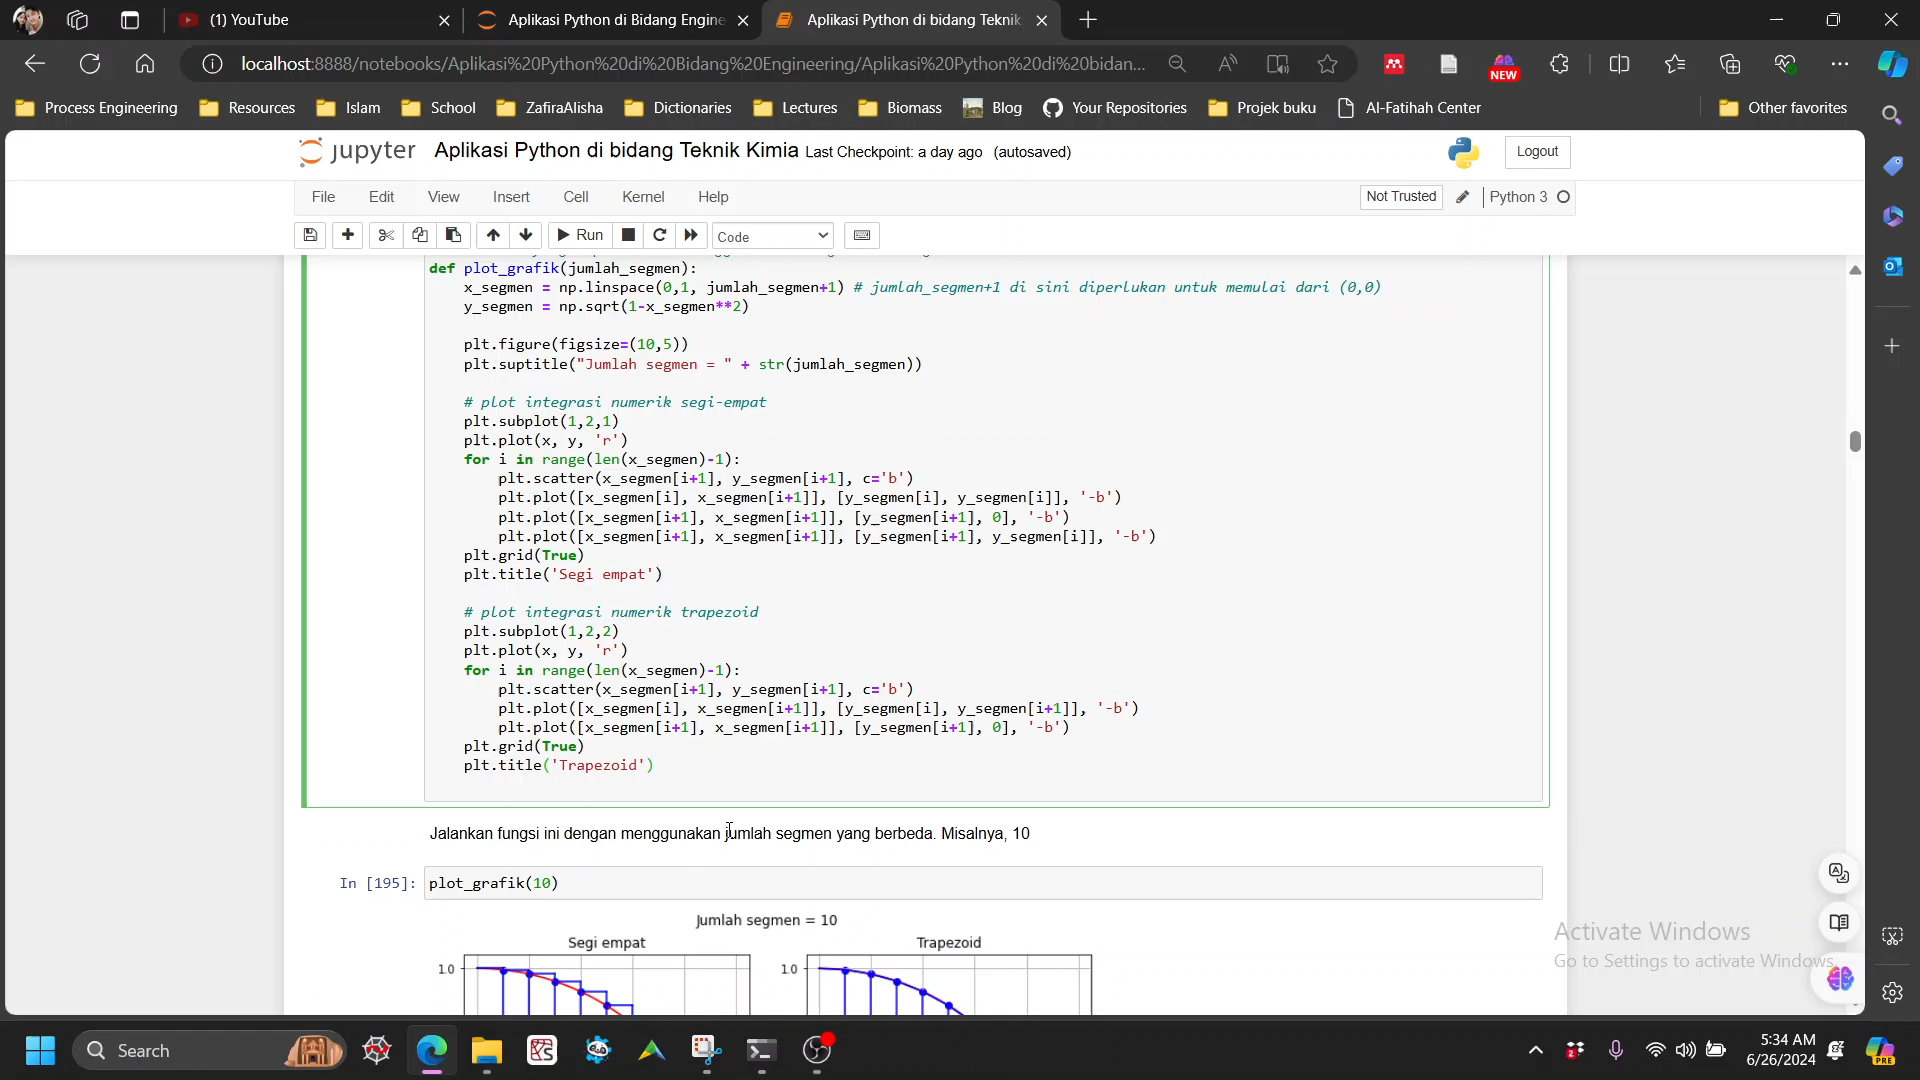 (1) YouTube
Aplikasi Python di Bidang Engine
Aplikasi Python di bidang Teknik
localhost:8888/notebooks/Aplikasi%20Python%20di%20Bidang%20Engineering/Aplikasi%20Python%20di%20bidan...
NEW
Process Engineering
Resources
Islam
School
ZafiraAlisha
Dictionaries
Lectures
Biomass
Blog
Your Repositories
Projek buku
Al-Fatihah Center
Other favorites
jupyter Aplikasi Python di bidang Teknik Kimia Last Checkpoint: a day ago (autosaved)
Logout
File Edit View Insert Cell Kernel Help
Not Trusted
Python 3
Run
Code
def plot_grafik(jumlah_segmen):
x_segmen = np.linspace(0,1, jumlah_segmen+1) # jumlah_segmen+1 di sini diperlukan untuk memulai dari (0,0)
y_segmen = np.sqrt(1-x_segmen**2)
plt.figure(figsize=(10,5))
plt.suptitle("Jumlah segmen = " + str(jumlah_segmen))
# plot integrasi numerik segi-empat
plt.subplot(1,2,1)
plt.plot(x, y, 'r')
for i in range(len(x_segmen)-1):
plt.scatter(x_segmen[i+1], y_segmen[i+1], c='b')
plt.plot([x_segmen[i], x_segmen[i+1]], [y_segmen[i], y_segmen[i]], '-b')
plt.plot([x_segmen[i+1], x_segmen[i+1]], [y_segmen[i+1], 0], '-b')
plt.plot([x_segmen[i+1], x_segmen[i+1]], [y_segmen[i+1], y_segmen[i]], '-b')
plt.grid(True)
plt.title('Segi empat')
# plot integrasi numerik trapezoid
plt.subplot(1,2,2)
plt.plot(x, y, 'r')
for i in range(len(x_segmen)-1):
plt.scatter(x_segmen[i+1], y_segmen[i+1], c='b')
plt.plot([x_segmen[i], x_segmen[i+1]], [y_segmen[i], y_segmen[i+1]], '-b')
plt.plot([x_segmen[i+1], x_segmen[i+1]], [y_segmen[i+1], 0], '-b')
plt.grid(True)
plt.title('Trapezoid')
Jalankan fungsi ini dengan menggunakan jumlah segmen yang berbeda. Misalnya, 10
In [195]: plot_grafik(10)
Jumlah segmen = 10
Segi empat
Trapezoid
1.0
1.0
Activate Windows
Go to Settings to activate Windows.
Search
5:34 AM
6/26/2024
PRE